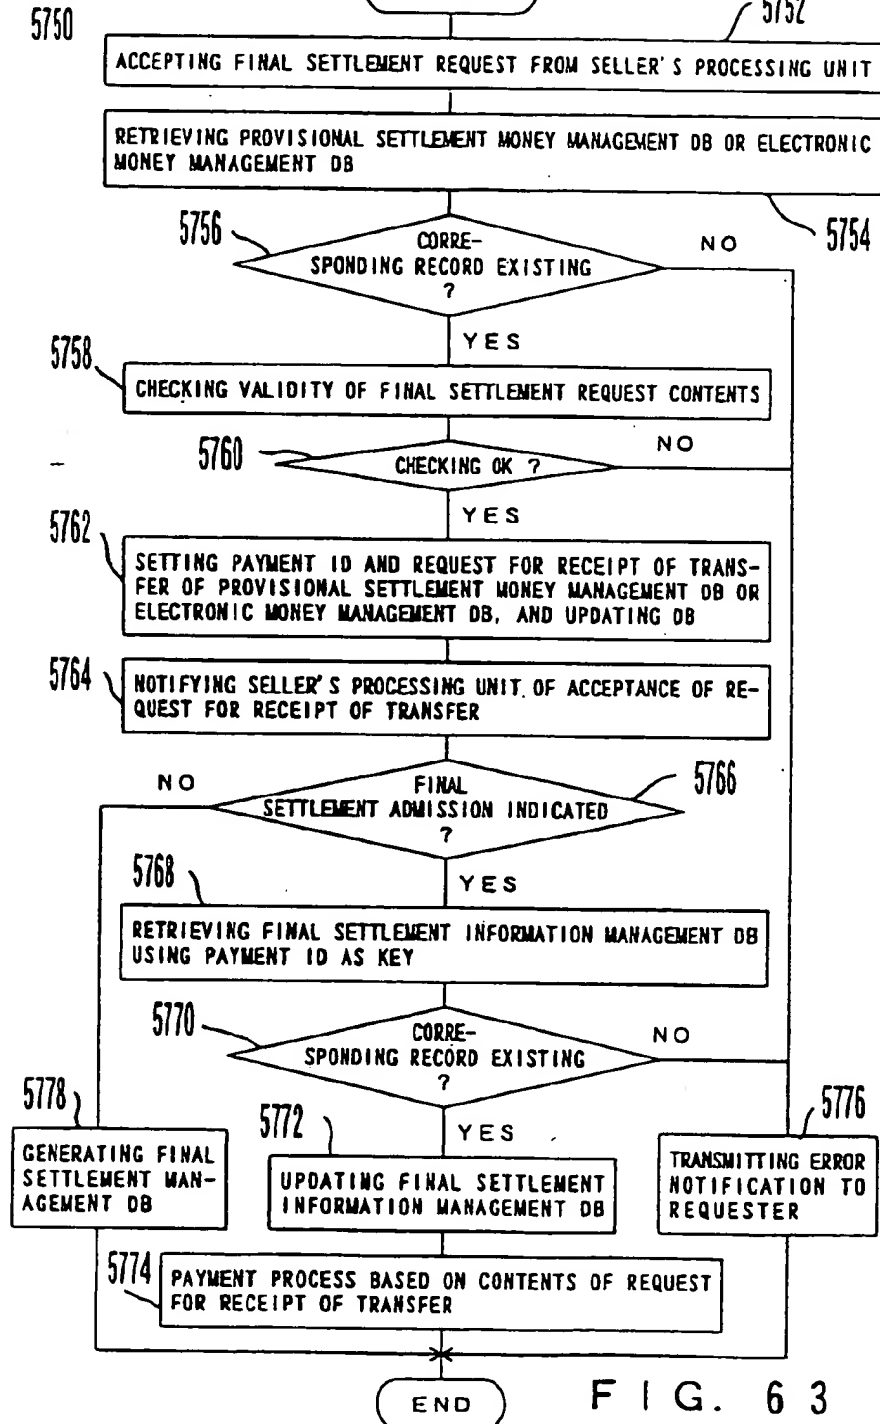 5750
5752
ACCEPTING FINAL SETTLEMENT REQUEST FROM SELLER'S PROCESSING UNIT
RETRIEVING PROVISIONAL SETTLEMENT MONEY MANAGEMENT DB OR ELECTRONIC
MONEY MANAGEMENT DB
5754
5756
CORRE-
SPONDING RECORD EXISTING
?
NO
YES
5758
CHECKING VALIDITY OF FINAL SETTLEMENT REQUEST CONTENTS
5760
CHECKING OK ?
NO
YES
5762
SETTING PAYMENT ID AND REQUEST FOR RECEIPT OF TRANS-
FER OF PROVISIONAL SETTLEMENT MONEY MANAGEMENT DB OR
ELECTRONIC MONEY MANAGEMENT DB, AND UPDATING DB
5764
NOTIFYING SELLER'S PROCESSING UNIT OF ACCEPTANCE OF RE-
QUEST FOR RECEIPT OF TRANSFER
NO
5766
FINAL
SETTLEMENT ADMISSION INDICATED
?
YES
5768
RETRIEVING FINAL SETTLEMENT INFORMATION MANAGEMENT DB
USING PAYMENT ID AS KEY
5770
CORRE-
SPONDING RECORD EXISTING
?
NO
YES
5778
GENERATING FINAL
SETTLEMENT MAN-
AGEMENT DB
5772
UPDATING FINAL SETTLEMENT
INFORMATION MANAGEMENT DB
5776
TRANSMITTING ERROR
NOTIFICATION TO
REQUESTER
5774
PAYMENT PROCESS BASED ON CONTENTS OF REQUEST
FOR RECEIPT OF TRANSFER
END
FIG. 63